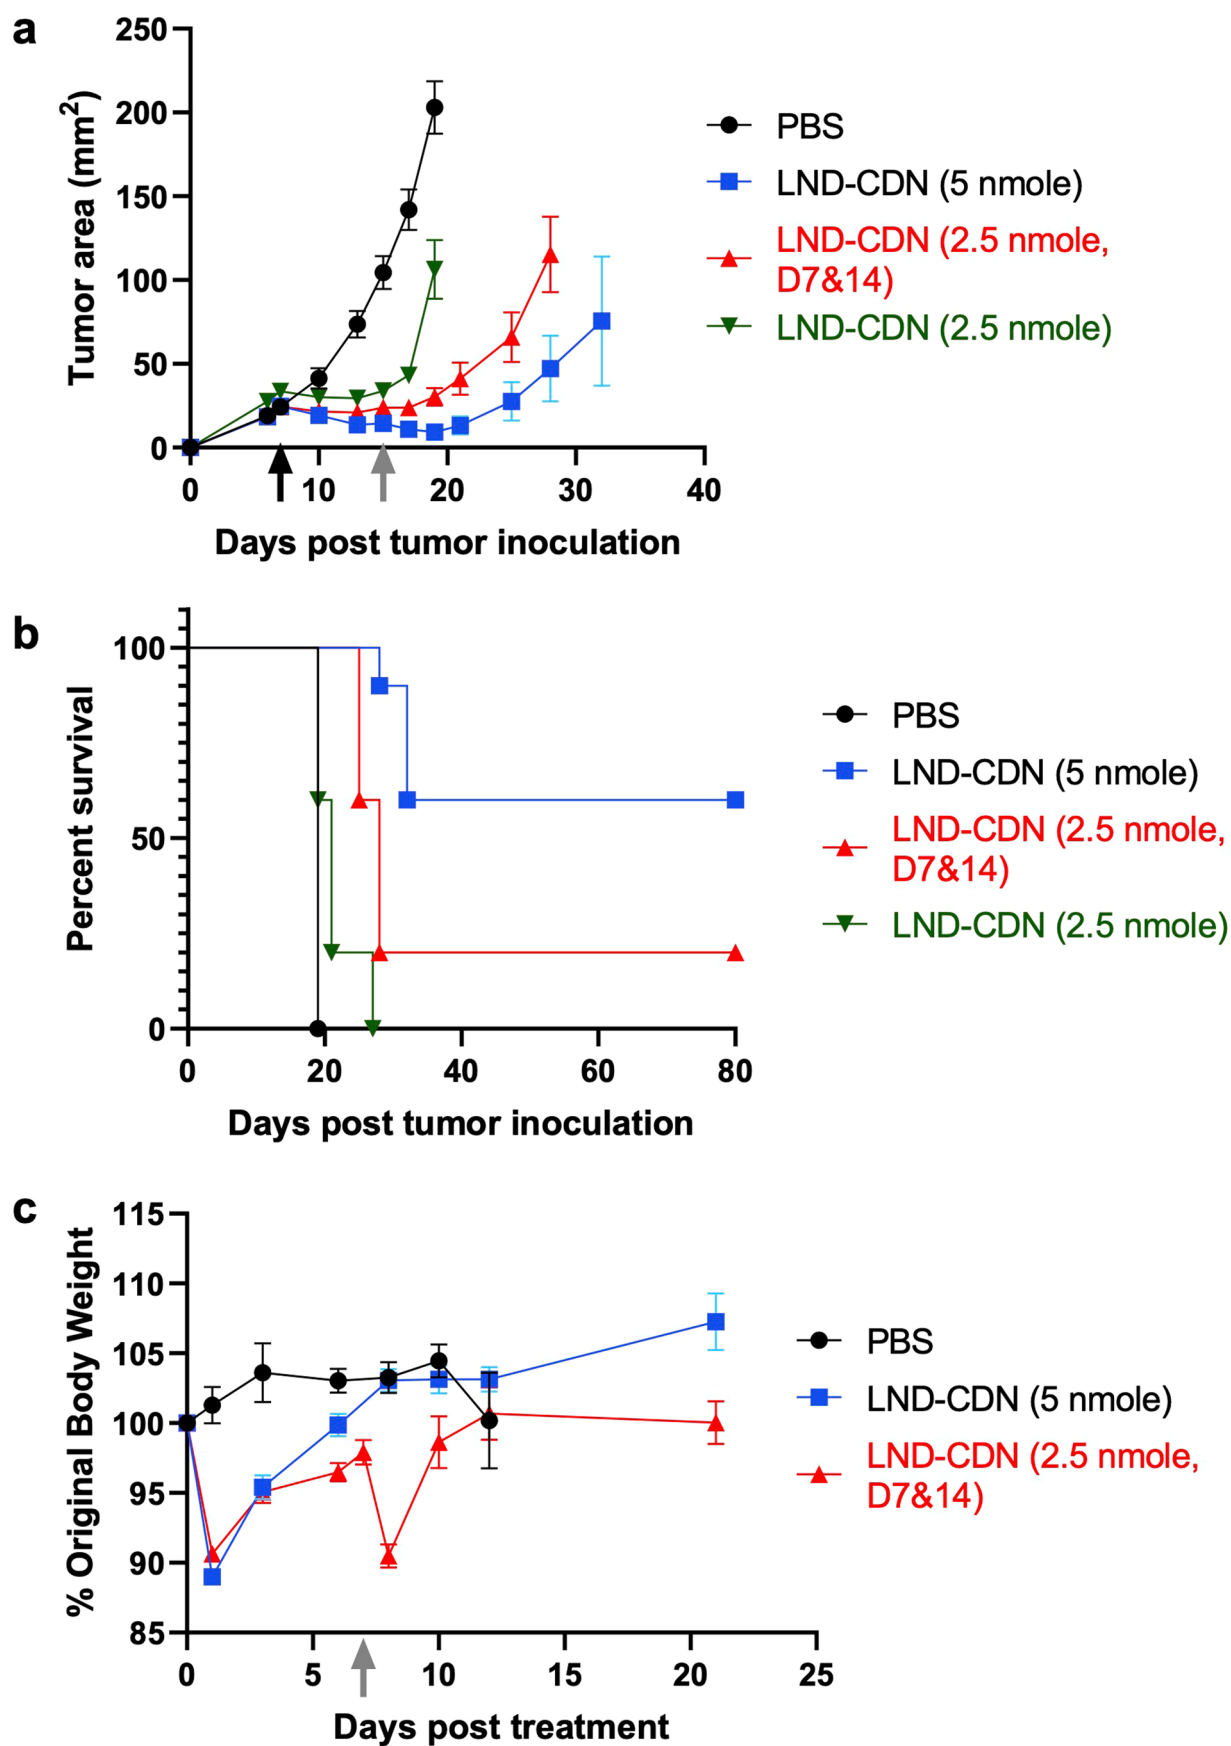 a
250
200
150
100
50
0
Tumor area (mm²)
0 10 20 30 40
Days post tumor inoculation
PBS
LND-CDN (5 nmole)
LND-CDN (2.5 nmole,
D7&14)
LND-CDN (2.5 nmole)
b
100
50
0
Percent survival
0 20 40 60 80
Days post tumor inoculation
PBS
LND-CDN (5 nmole)
LND-CDN (2.5 nmole,
D7&14)
LND-CDN (2.5 nmole)
c
115
110
105
100
95
90
85
% Original Body Weight
0 5 10 15 20 25
Days post treatment
PBS
LND-CDN (5 nmole)
LND-CDN (2.5 nmole,
D7&14)